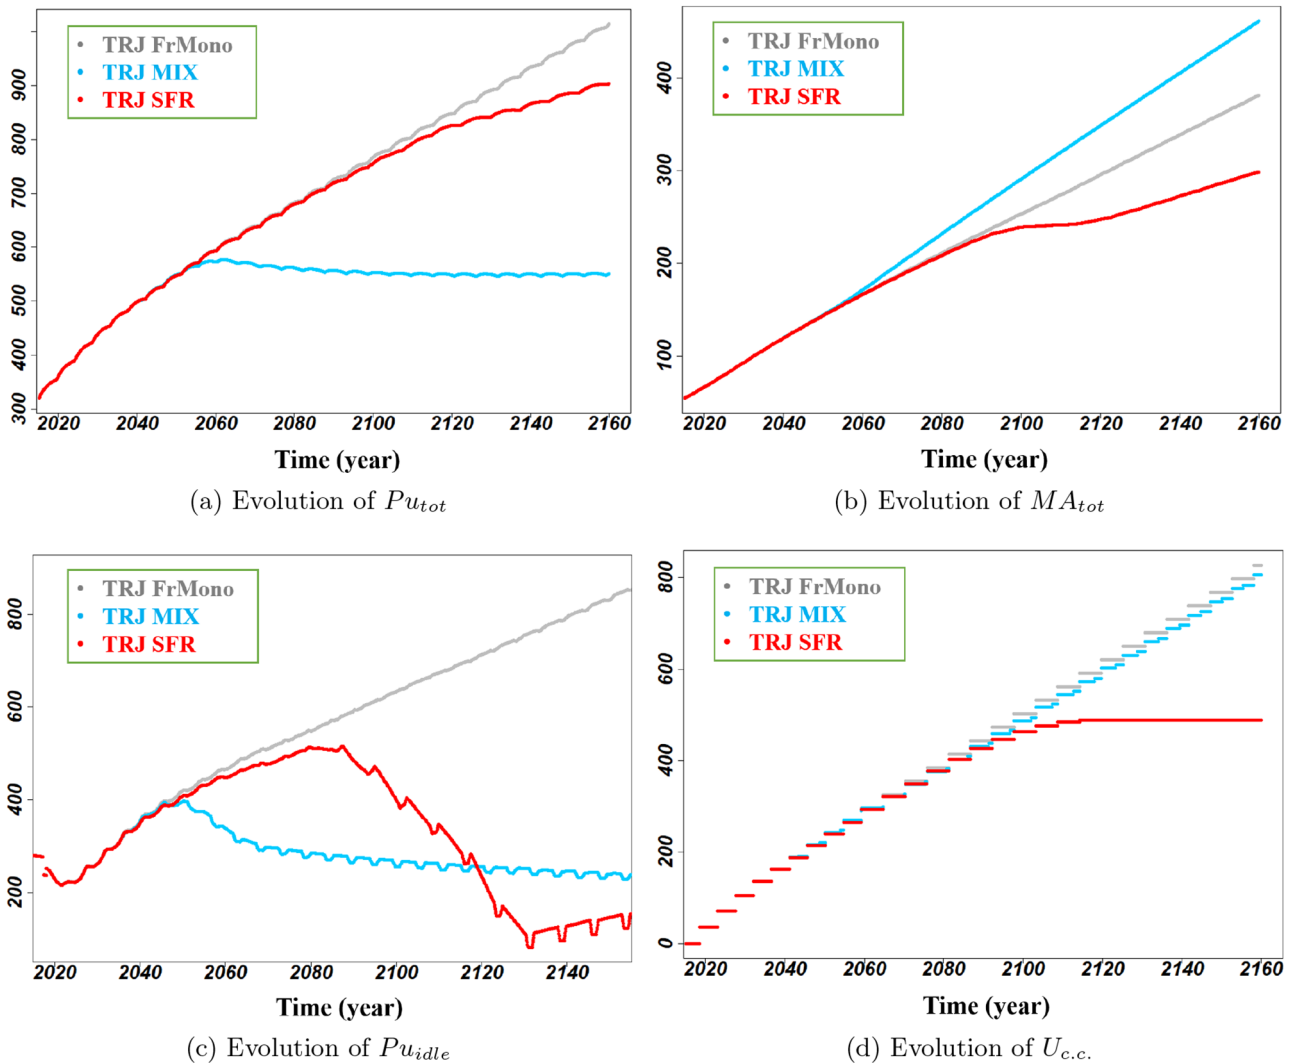 TRJ FrMono
TRJ MIX
TRJ SFR
300 400 500 600 700 800 900
2020 2040 2060 2080 2100 2120 2140 2160
Time (year)
(a) Evolution of Pu_tot
TRJ FrMono
TRJ MIX
TRJ SFR
100 200 300 400
2020 2040 2060 2080 2100 2120 2140 2160
Time (year)
(b) Evolution of MA_tot
TRJ FrMono
TRJ MIX
TRJ SFR
200 400 600 800
2020 2040 2060 2080 2100 2120 2140
Time (year)
(c) Evolution of Pu_idle
TRJ FrMono
TRJ MIX
TRJ SFR
0 200 400 600 800
2020 2040 2060 2080 2100 2120 2140 2160
Time (year)
(d) Evolution of U_c.c.